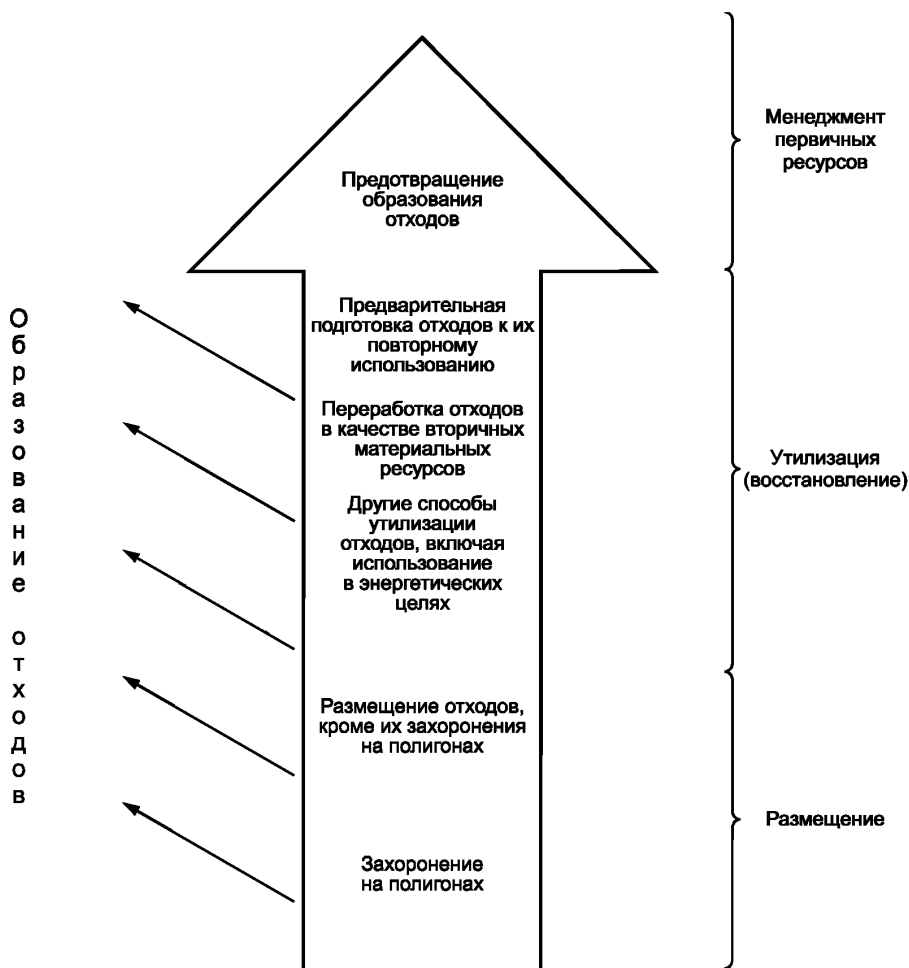 Менеджмент
первичных
ресурсов
Предотвращение
образования
отходов
Образование отходов
Предварительная
подготовка отходов к их
повторному
использованию
Переработка отходов
в качестве вторичных
материальных
ресурсов
Другие способы
утилизации
отходов, включая
использование
в энергетических
целях
Утилизация
(восстановление)
Размещение отходов,
кроме их захоронения
на полигонах
Размещение
Захоронение
на полигонах